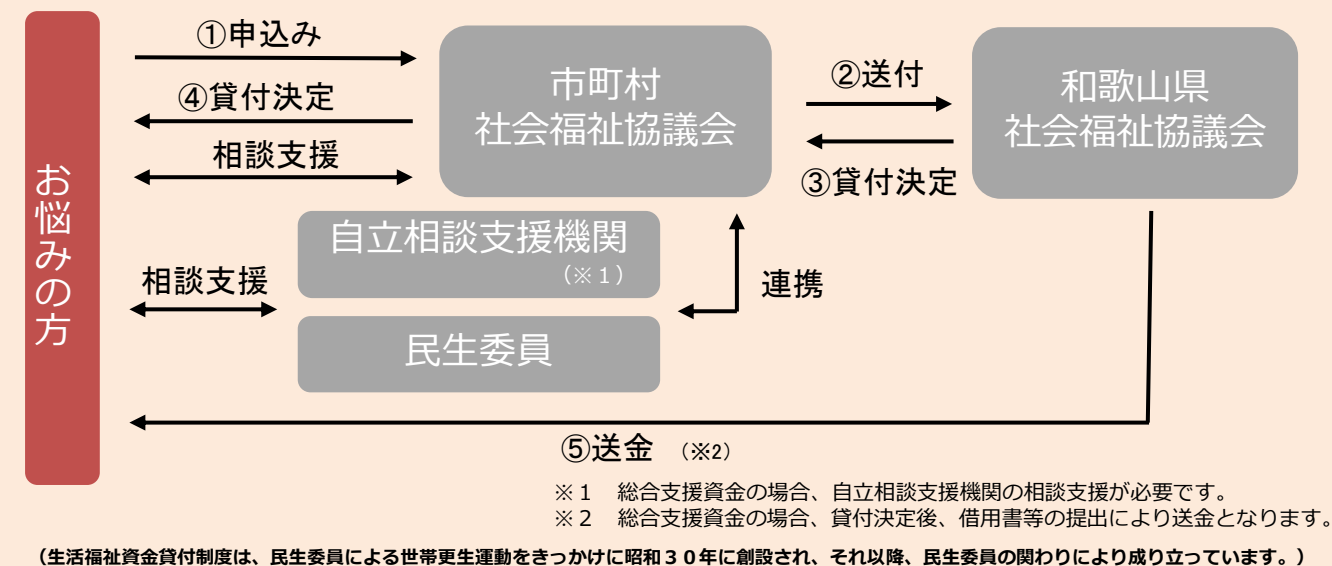 お悩みの方
①申込み
④貸付決定
相談支援
市町村
社会福祉協議会
②送付
③貸付決定
和歌山県
社会福祉協議会
相談支援
自立相談支援機関
（※１）
民生委員
連携
⑤送金 （※2）
※１　総合支援資金の場合、自立相談支援機関の相談支援が必要です。
※２　総合支援資金の場合、貸付決定後、借用書等の提出により送金となります。
（生活福祉資金貸付制度は、民生委員による世帯更生運動をきっかけに昭和３０年に創設され、それ以降、民生委員の関わりにより成り立っています。）